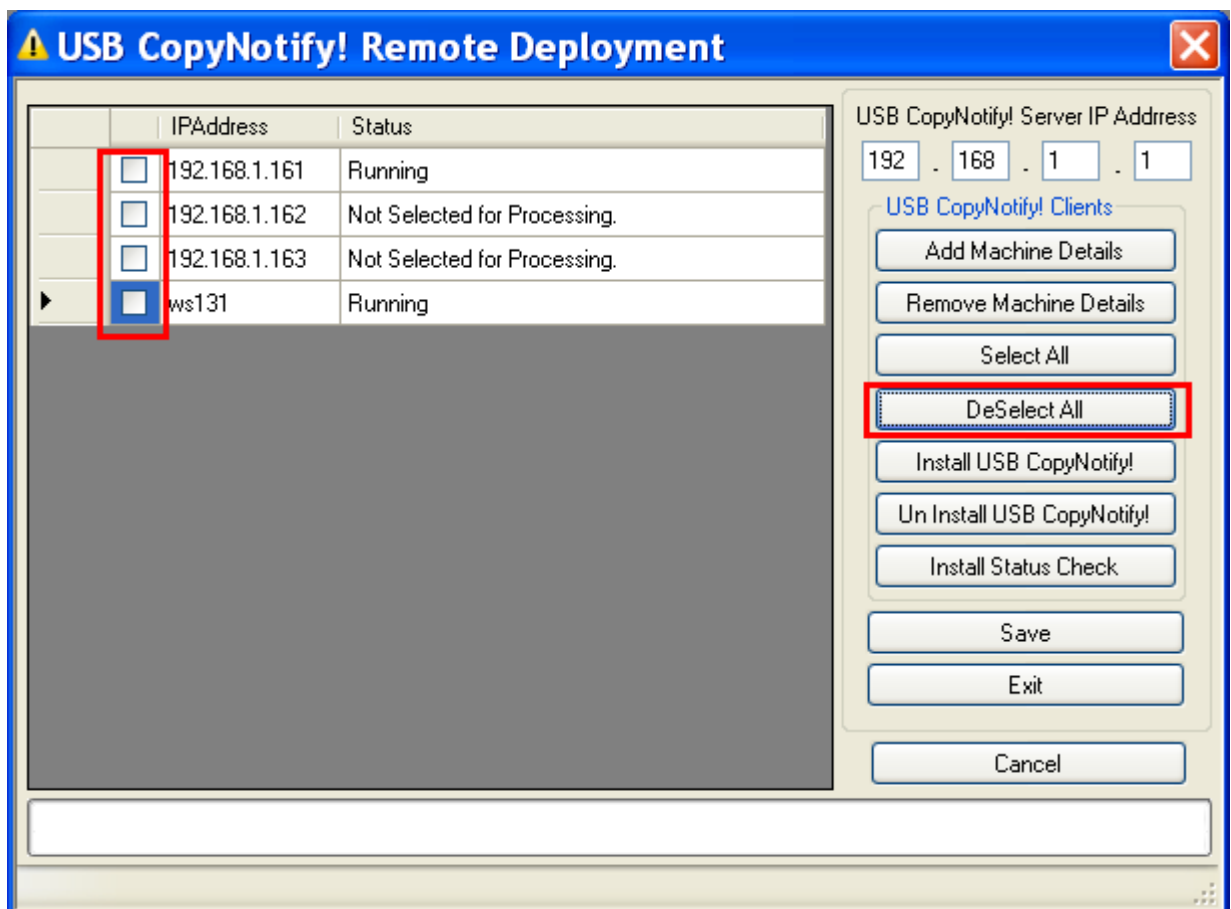 USB CopyNotify! Remote Deployment
IPAddress Status
192.168.1.161 Running
192.168.1.162 Not Selected for Processing.
192.168.1.163 Not Selected for Processing.
ws131 Running
USB CopyNotify! Server IP Addrress
192 . 168 . 1 . 1
USB CopyNotify! Clients
Add Machine Details
Remove Machine Details
Select All
DeSelect All
Install USB CopyNotify!
Un Install USB CopyNotify!
Install Status Check
Save
Exit
Cancel